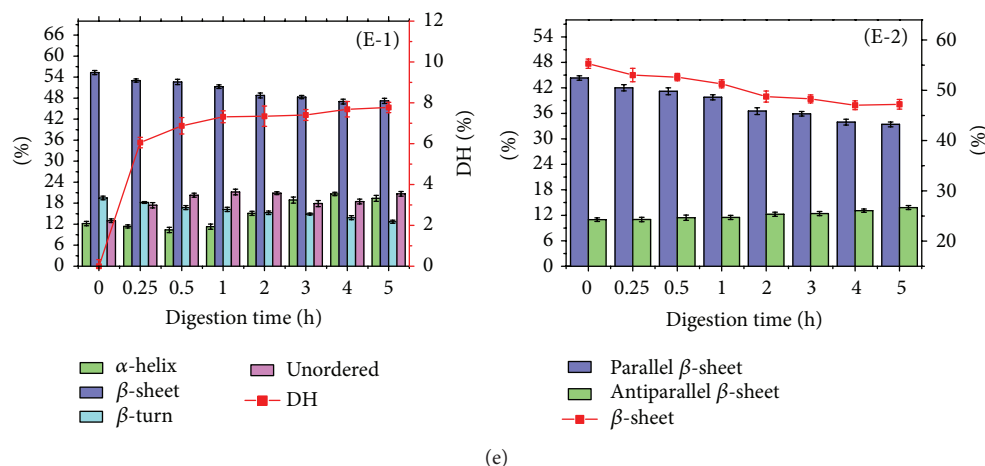 (E-1)
66
60
54
48
42
36
30
24
18
12
6
0
(%)
12
10
8
6
4
2
0
DH (%)
0 0.25 0.5 1 2 3 4 5
Digestion time (h)
α-helix
β-sheet
β-turn
Unordered
DH
(E-2)
54
48
42
36
30
24
18
12
6
0
(%)
60
50
40
30
20
(%)
0 0.25 0.5 1 2 3 4 5
Digestion time (h)
Parallel β-sheet
Antiparallel β-sheet
β-sheet
(e)